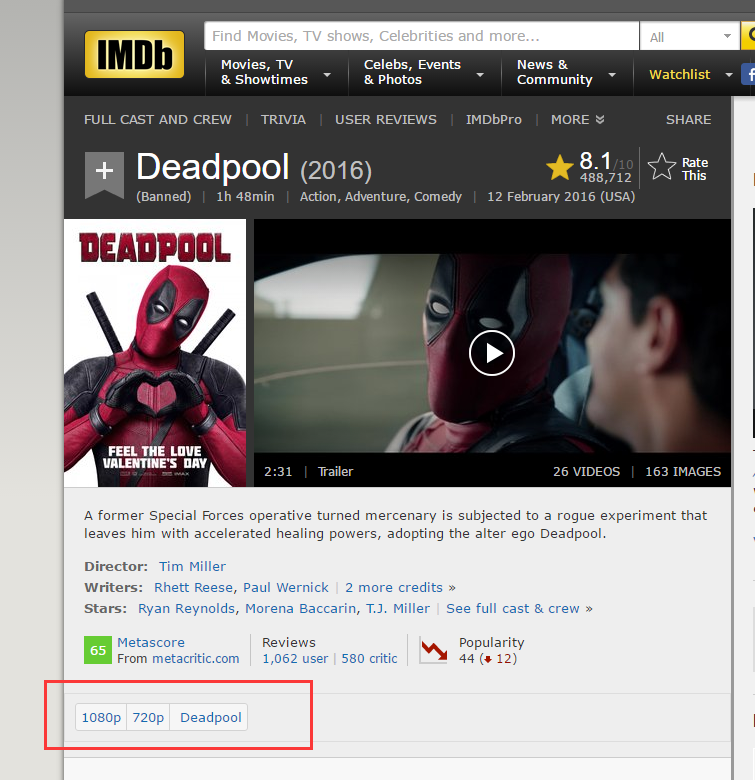 IMDb
Find Movies, TV shows, Celebrities and more...
All
Movies, TV
& Showtimes
Celebs, Events
& Photos
News &
Community
Watchlist
FULL CAST AND CREW | TRIVIA | USER REVIEWS | IMDbPro | MORE
SHARE
+
Deadpool (2016)
8.1/10
488,712
Rate
This
(Banned) | 1h 48min | Action, Adventure, Comedy | 12 February 2016 (USA)
DEADPOOL
FEEL THE LOVE
VALENTINE'S DAY
2:31 | Trailer
26 VIDEOS | 163 IMAGES
A former Special Forces operative turned mercenary is subjected to a rogue experiment that
leaves him with accelerated healing powers, adopting the alter ego Deadpool.
Director: Tim Miller
Writers: Rhett Reese, Paul Wernick | 2 more credits »
Stars: Ryan Reynolds, Morena Baccarin, T.J. Miller | See full cast & crew »
65
Metascore
From metacritic.com
Reviews
1,062 user | 580 critic
Popularity
44 (12)
1080p 720p Deadpool